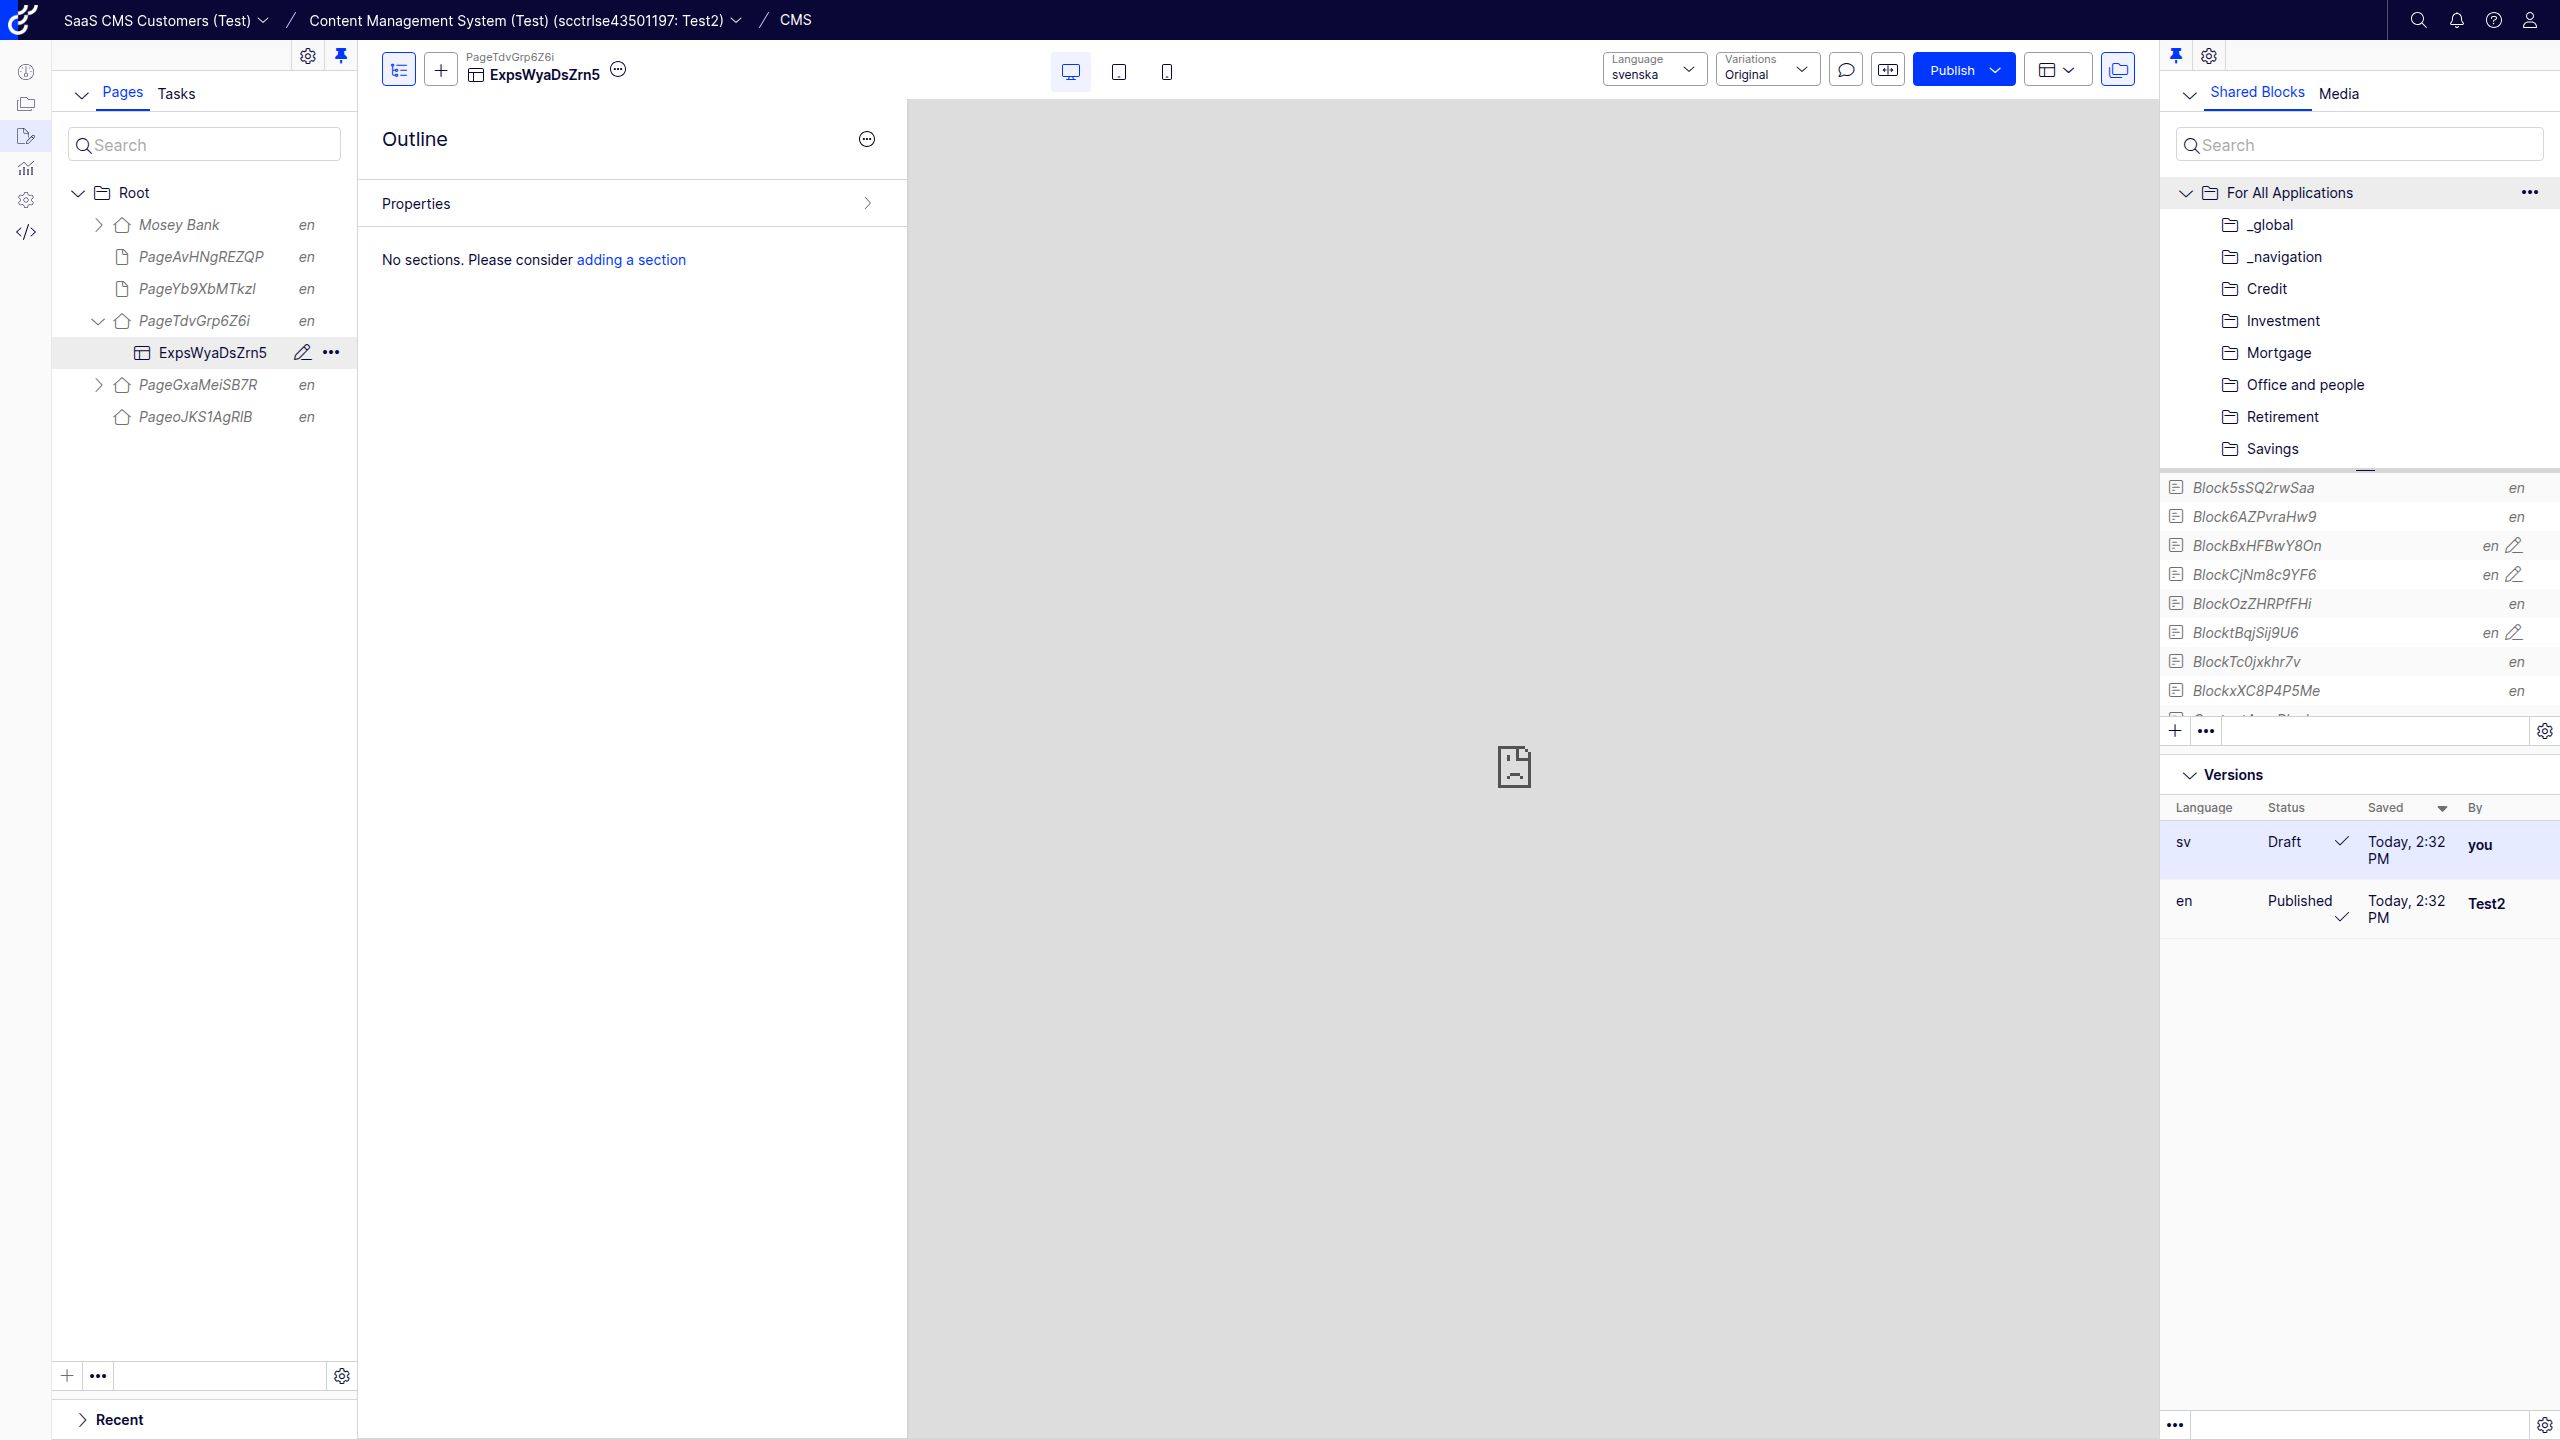 SaaS CMS Customers (Test) / Content Management System (Test) (scctrlse43501197: Test2) / CMS
Pages Tasks
Search
Root
Mosey Bank en
PageAvHNgREZQP en
PageYb9XbMTkzI en
PageTdvGrp6Z6i en
ExpsWyaDsZrn5
PageGxaMeiSB7R en
PageoJKS1AgRIB en
Recent
PageTdvGrp6Z6i
ExpsWyaDsZrn5
Language
svenska
Variations
Original
Publish
Outline
Properties
No sections. Please consider adding a section
Shared Blocks Media
Search
For All Applications
_global
_navigation
Credit
Investment
Mortgage
Office and people
Retirement
Savings
Block5sSQ2rwSaa en
Block6AZPvraHw9 en
BlockBxHFBwY8On en
BlockCjNm8c9YF6 en
BlockOzZHRPfFHi en
BlocktBqjSij9U6 en
BlockTc0jxkhr7v en
BlockxXC8P4P5Me en
Versions
Language Status Saved By
sv Draft Today, 2:32 PM you
en Published Today, 2:32 PM Test2